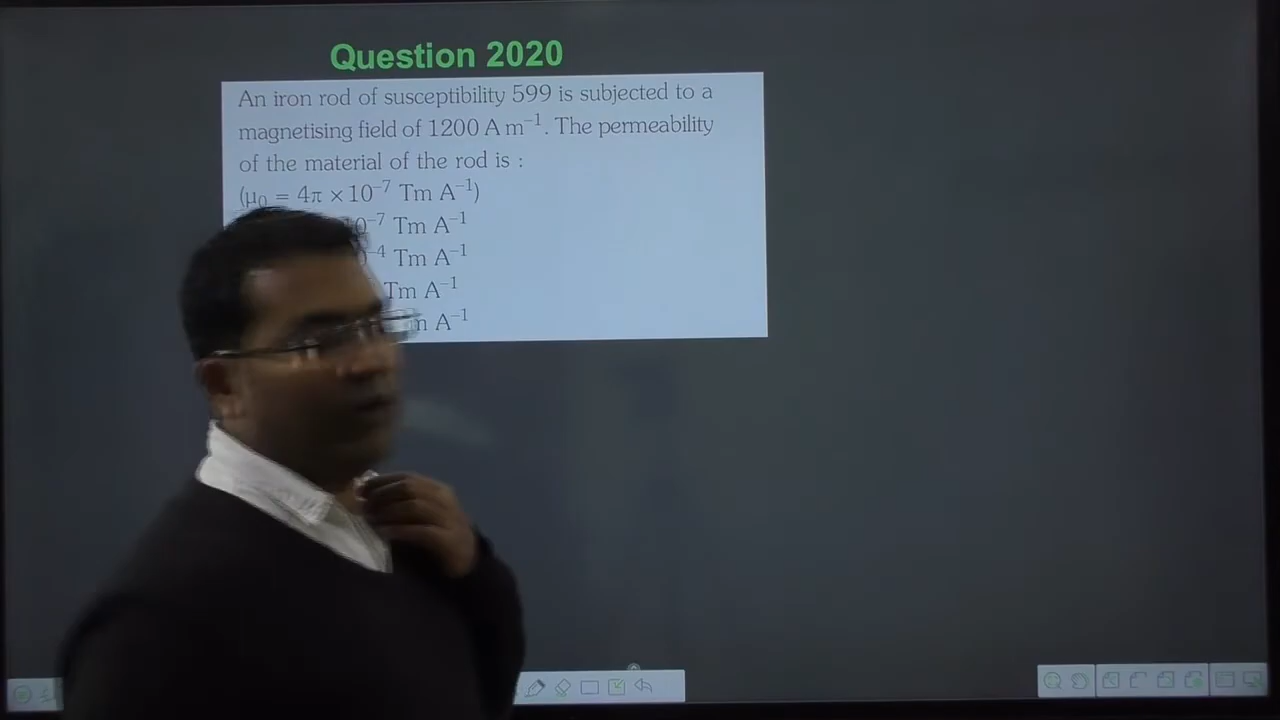 Question 2020
An iron rod of susceptibility 599 is subjected to a
magnetising field of 1200 A m⁻¹. The permeability
of the material of the rod is :
(μ₀ = 4π × 10⁻⁷ Tm A⁻¹)
⁻⁷ Tm A⁻¹
⁻⁴ Tm A⁻¹
Tm A⁻¹
A⁻¹